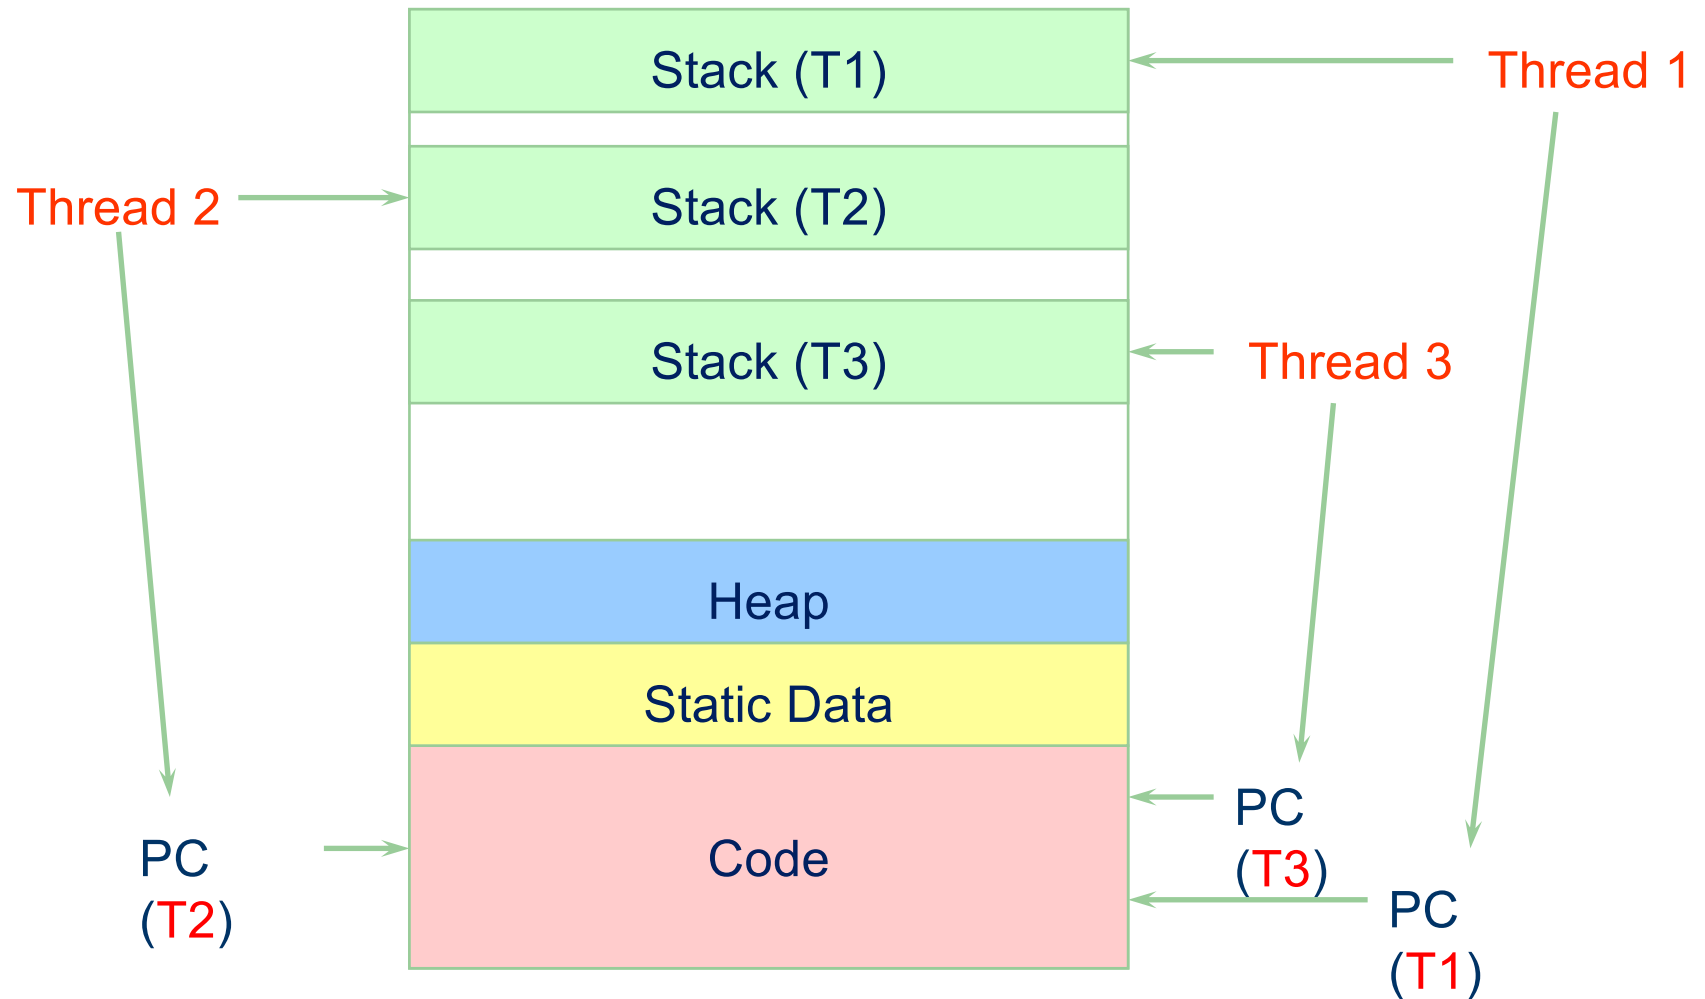 Stack (T1)
Thread 1
Thread 2
Stack (T2)
Stack (T3)
Thread 3
Heap
Static Data
Code
PC
(T2)
PC
(T3)
PC
(T1)